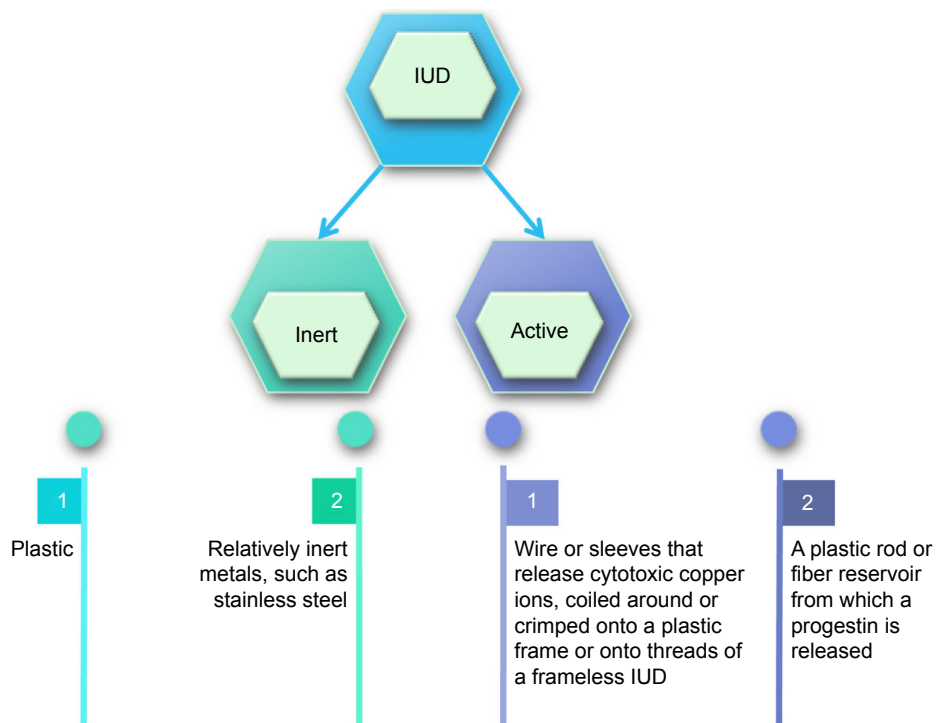 IUD
Inert
Active
1
Plastic
2
Relatively inert
metals, such as
stainless steel
1
Wire or sleeves that
release cytotoxic copper
ions, coiled around or
crimped onto a plastic
frame or onto threads of
a frameless IUD
2
A plastic rod or
fiber reservoir
from which a
progestin is
released